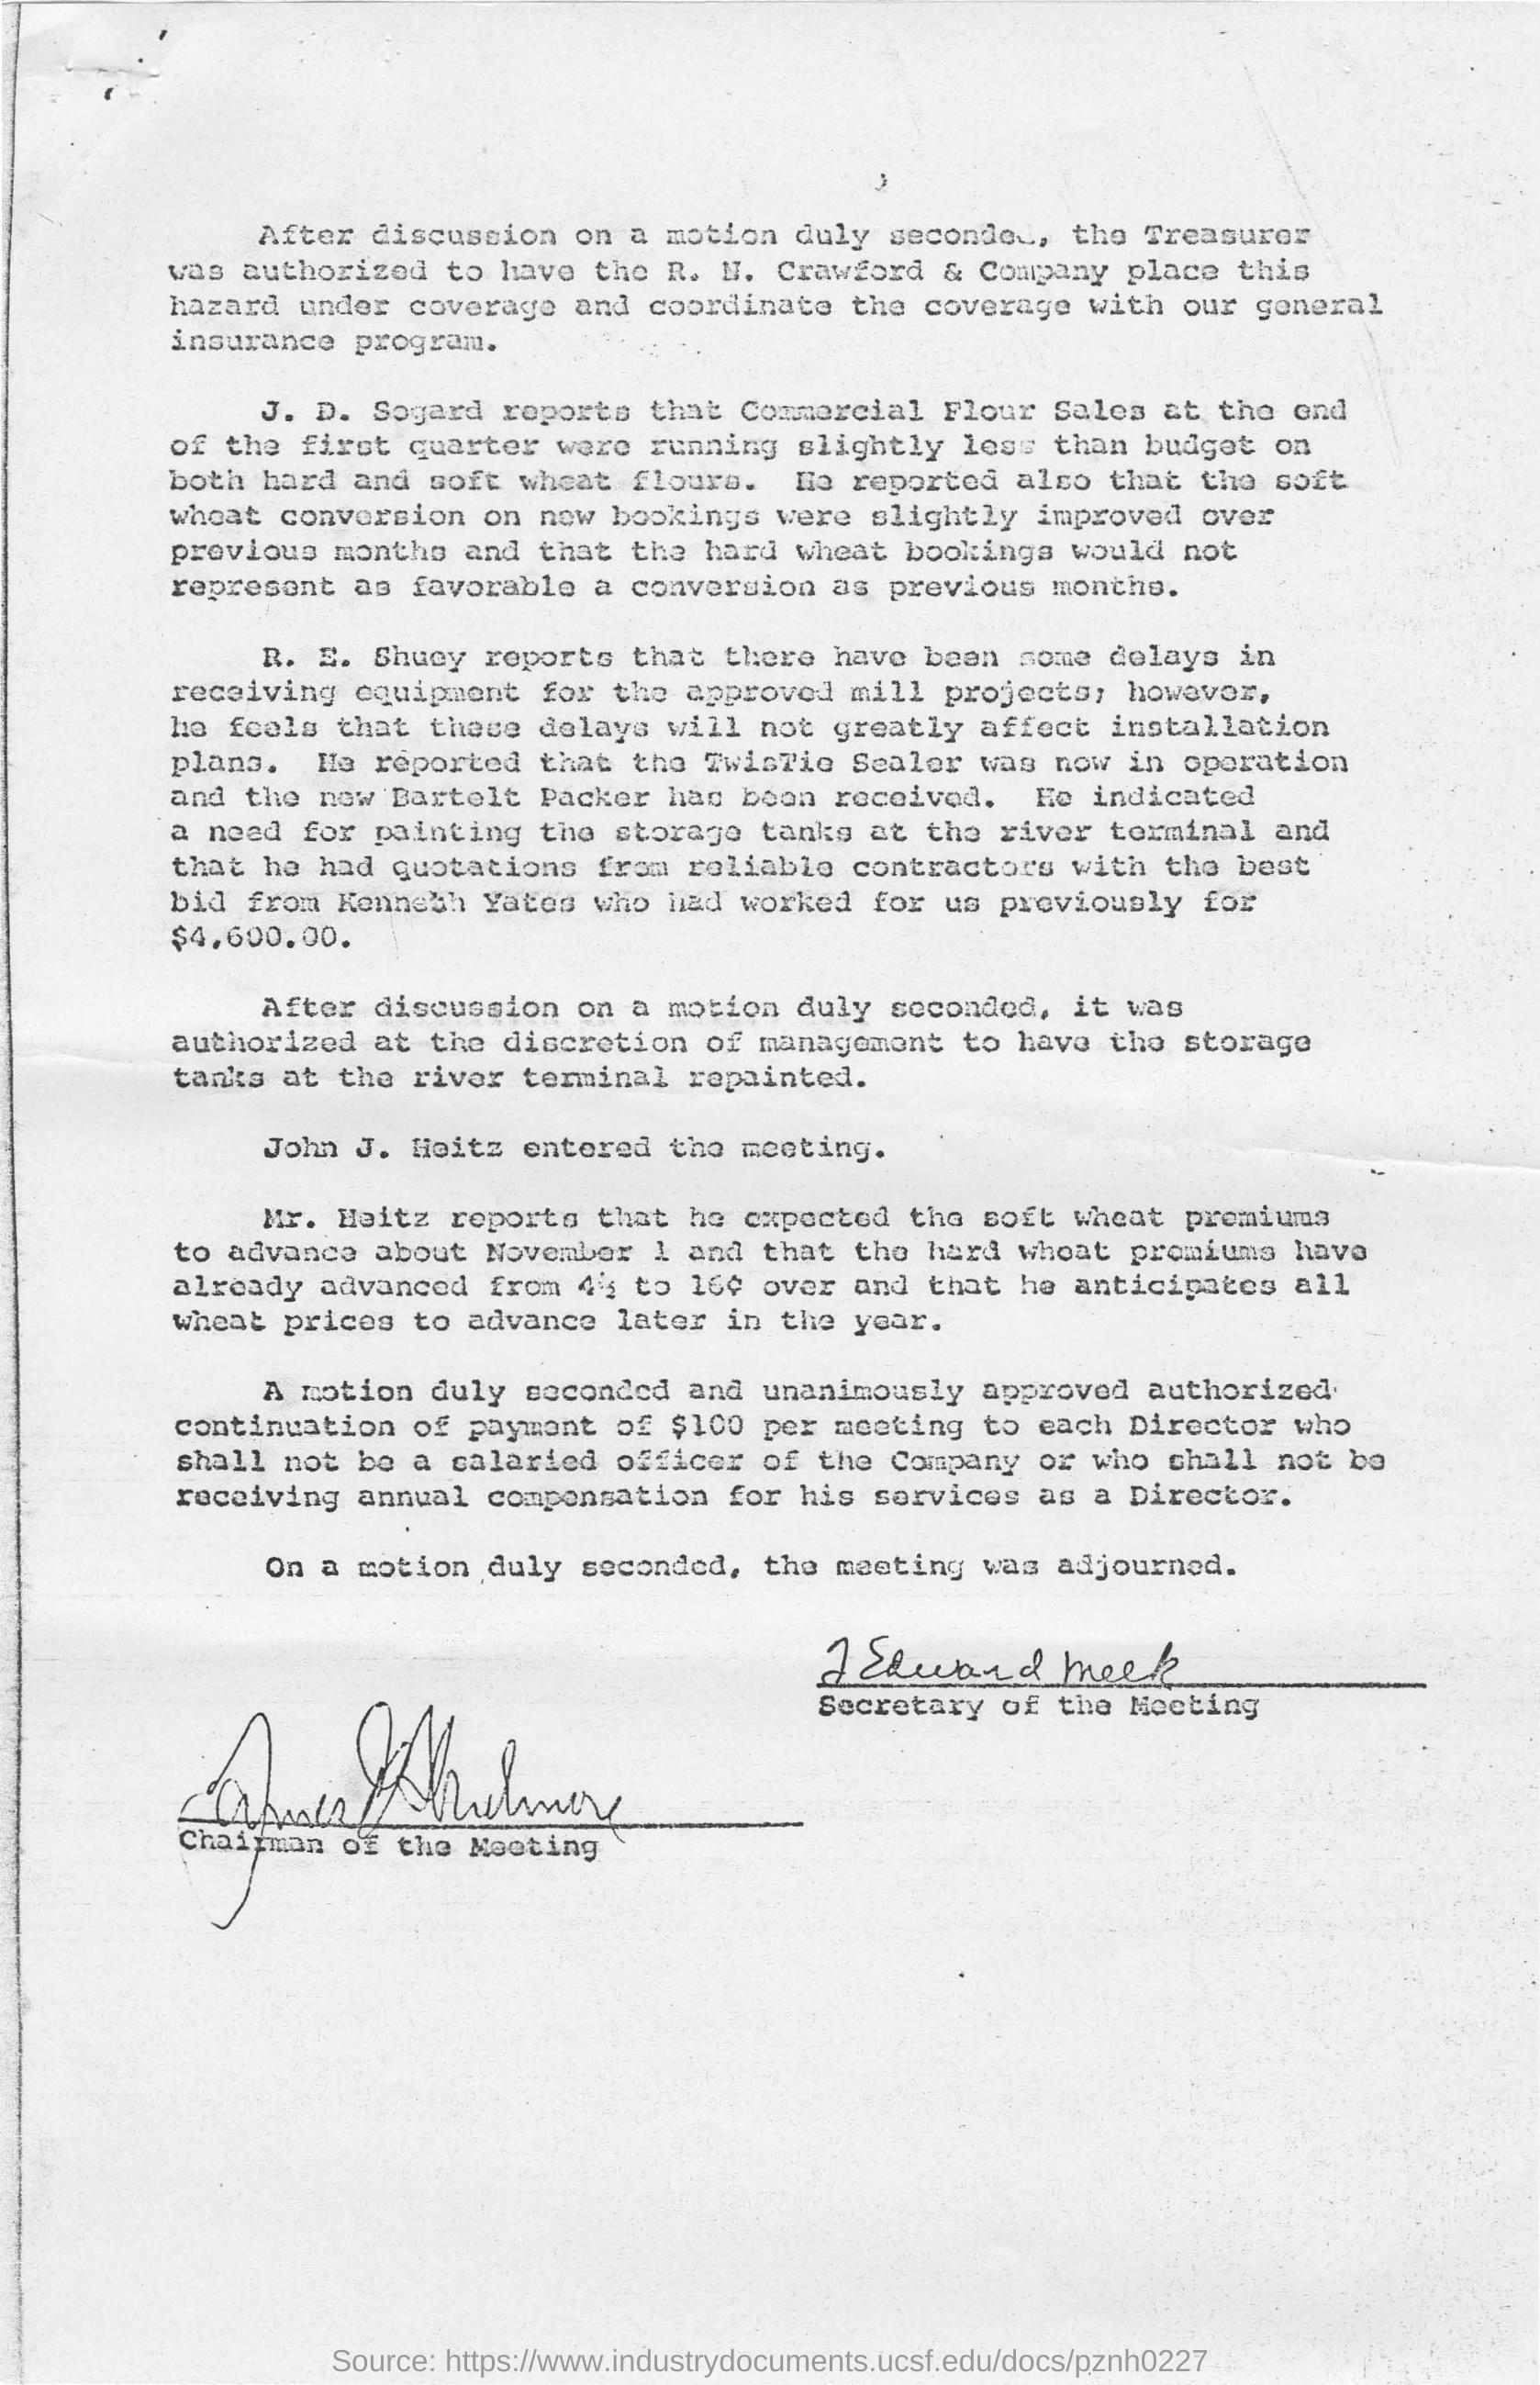 After discussion on a motion duly seconded, the Treasurer
was authorized to have the R. N. Crawford & Company place this
hazard under coverage and coordinate the coverage with our general
insurance program.
J. D. Sogard reports that Commercial Flour Sales at the end
of the first quarter were running slightly less than budget on
both hard and soft wheat flours. He reported also that the soft
wheat conversion on new bookings were slightly improved over
previous months and that the hard wheat bookings would not
represent as favorable a conversion as previous months.
R. E. Shuey reports that there have been some delays in
receiving equipment for the approved mill projects; however,
he feels that these delays will not greatly affect installation
plans. He reported that the TwisTie Sealer was now in operation
and the new Bartelt Packer has been received. He indicated
a need for painting the storage tanks at the river terminal and
that he had quotations from reliable contractors with the best
bid from Kenneth Yates who had worked for us previously for
$4,600.00.
After discussion on a motion duly seconded, it was
authorized at the discretion of management to have the storage
tanks at the river terminal repainted.
John J. Heitz entered the meeting.
Mr. Heitz reports that he expected the soft wheat premiums
to advance about November 1 and that the hard wheat premiums have
already advanced from 4½ to 16¢ over and that he anticipates all
wheat prices to advance later in the year.
A motion duly seconded and unanimously approved authorized
continuation of payment of $100 per meeting to each Director who
shall not be a salaried officer of the Company or who shall not be
receiving annual compensation for his services as a Director.
On a motion duly seconded, the meeting was adjourned.
J Edward Meek
Secretary of the Meeting
James
Chairman of the Meeting
Source: https://www.industrydocuments.ucsf.edu/docs/pznh0227